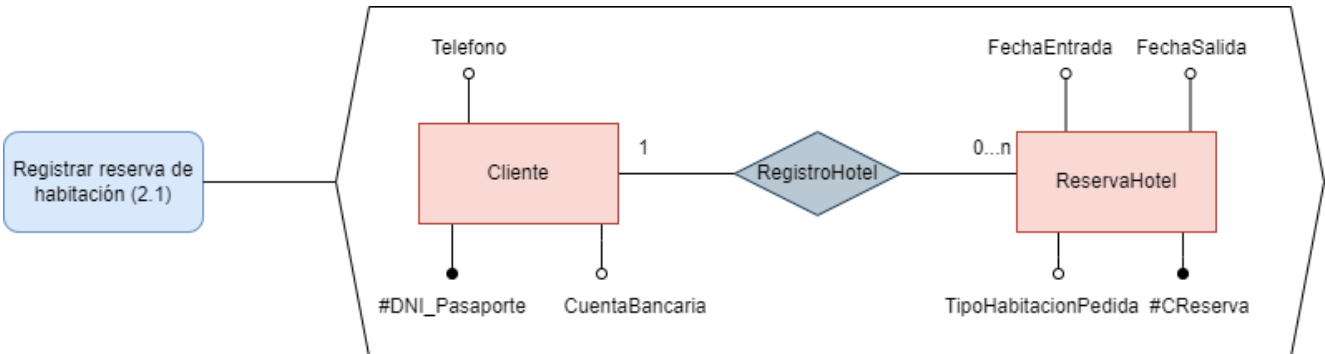 Telefono
FechaEntrada
FechaSalida
Registrar reserva de
habitación (2.1)
Cliente
1
RegistroHotel
0...n
ReservaHotel
#DNI_Pasaporte
CuentaBancaria
TipoHabitacionPedida
#CReserva